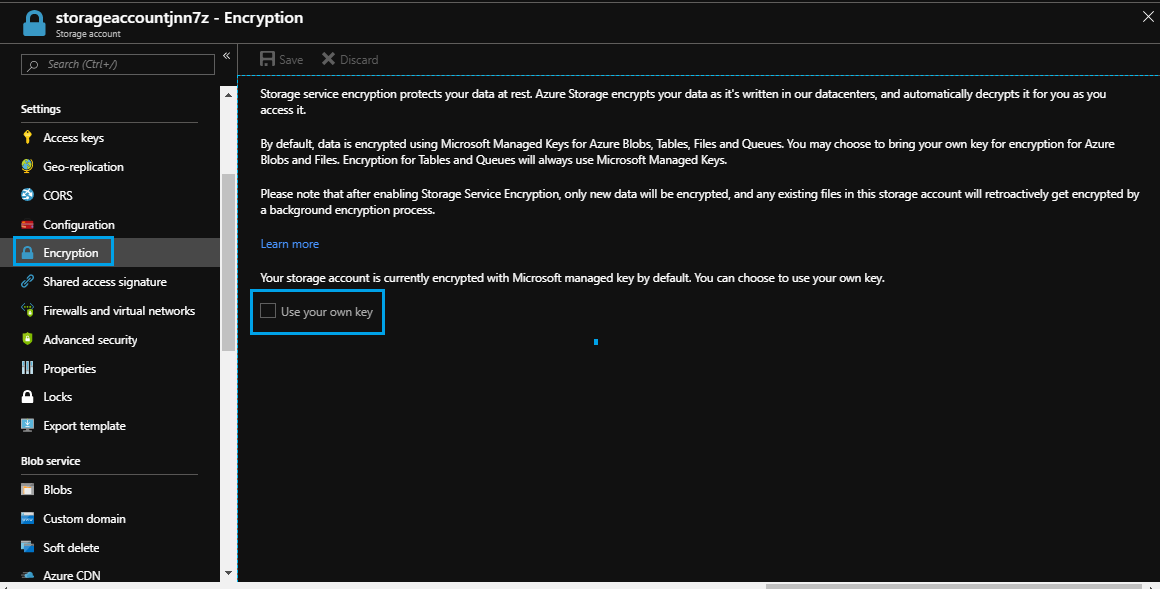 storageaccountjnn7z - Encryption
Storage account
Search (Ctrl+/)
«
Save
Discard
Settings
Access keys
Geo-replication
CORS
Configuration
Encryption
Shared access signature
Firewalls and virtual networks
Advanced security
Properties
Locks
Export template
Blob service
Blobs
Custom domain
Soft delete
Azure CDN
Storage service encryption protects your data at rest. Azure Storage encrypts your data as it's written in our datacenters, and automatically decrypts it for you as you
access it.
By default, data is encrypted using Microsoft Managed Keys for Azure Blobs, Tables, Files and Queues. You may choose to bring your own key for encryption for Azure
Blobs and Files. Encryption for Tables and Queues will always use Microsoft Managed Keys.
Please note that after enabling Storage Service Encryption, only new data will be encrypted, and any existing files in this storage account will retroactively get encrypted by
a background encryption process.
Learn more
Your storage account is currently encrypted with Microsoft managed key by default. You can choose to use your own key.
Use your own key